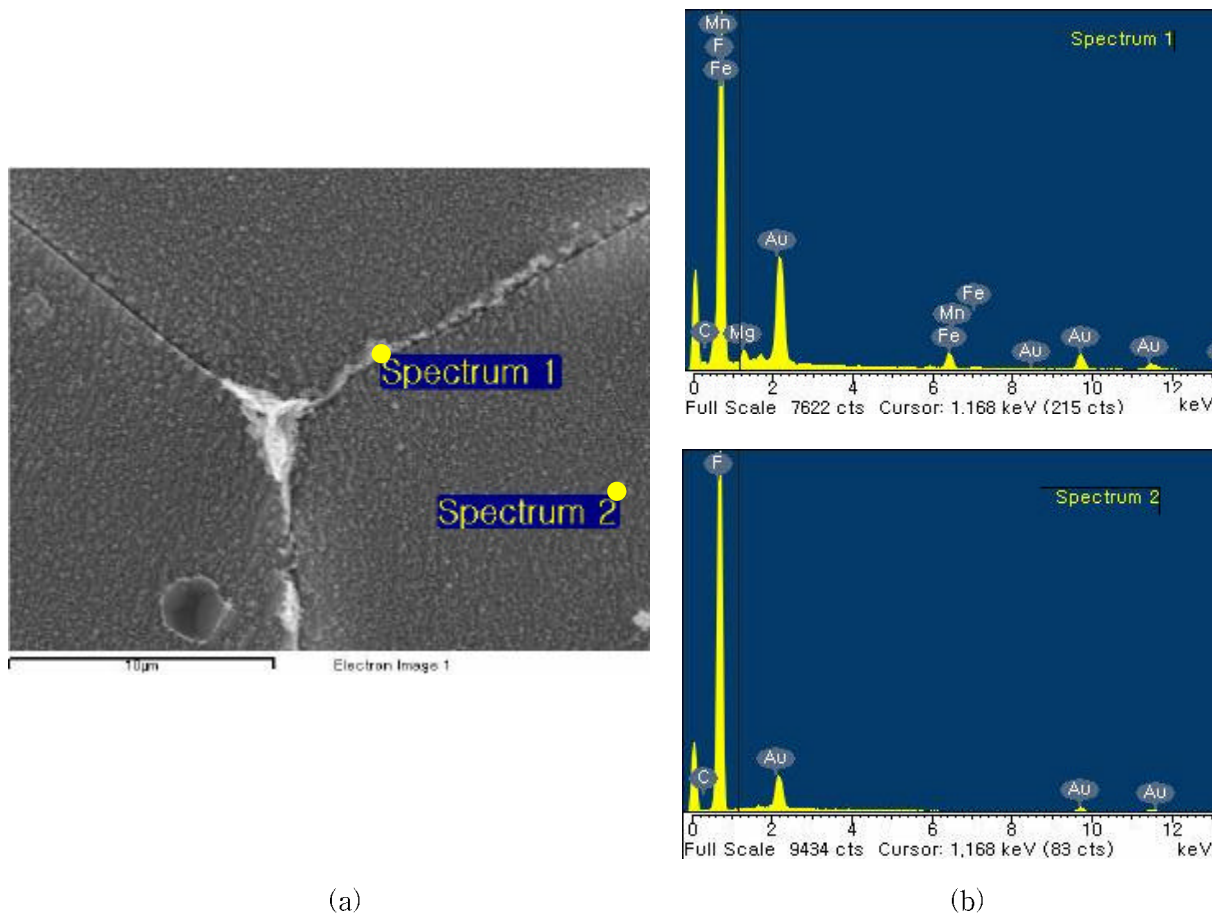 Spectrum 1
Spectrum 2
10μm
Electron Image 1
(a)
Mn
F
Fe
Spectrum 1
Au
Fe
Mn
C
Mg
Fe
Au
Au
Au
0 2 4 6 8 10 12
Full Scale 7622 cts Cursor: 1.168 keV (215 cts) keV
F
Spectrum 2
C
Au
Au
Au
0 2 4 6 8 10 12
Full Scale 9434 cts Cursor: 1,168 keV (83 cts) keV
(b)